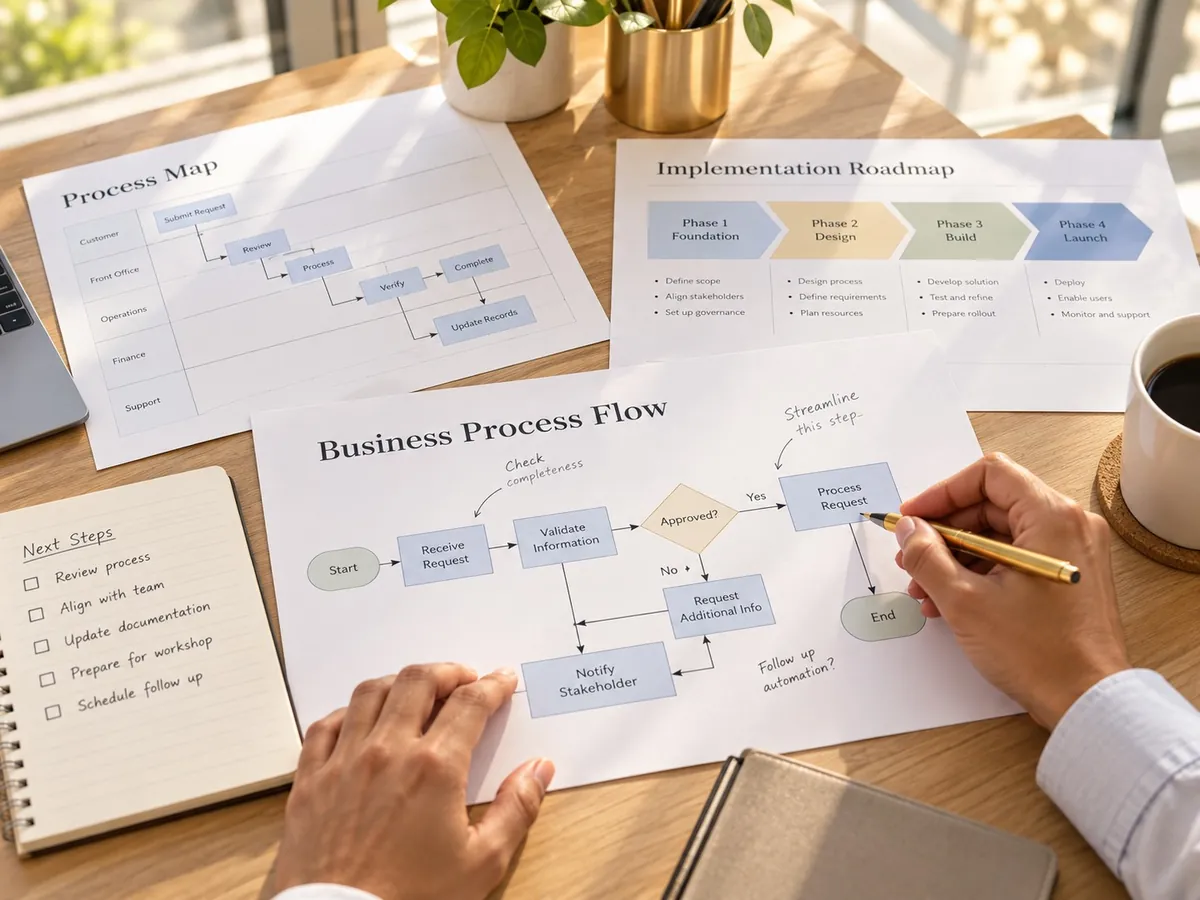 Process Map
Customer
Front Office
Operations
Finance
Support
Submit Request
Review
Process
Verify
Complete
Update Records
Implementation Roadmap
Phase 1
Foundation
Phase 2
Design
Phase 3
Build
Phase 4
Launch
• Define scope
• Align stakeholders
• Set up governance
• Design process
• Define requirements
• Plan resources
• Develop solution
• Test and refine
• Prepare rollout
• Deploy
• Enable users
• Monitor and support
Business Process Flow
Check
completeness
Streamline
this step
Start
Receive
Request
Validate
Information
Approved?
Yes
Process
Request
No
Request
Additional Info
End
Notify
Stakeholder
Follow up
automation?
Next Steps
Review process
Align with team
Update documentation
Prepare for workshop
Schedule follow up